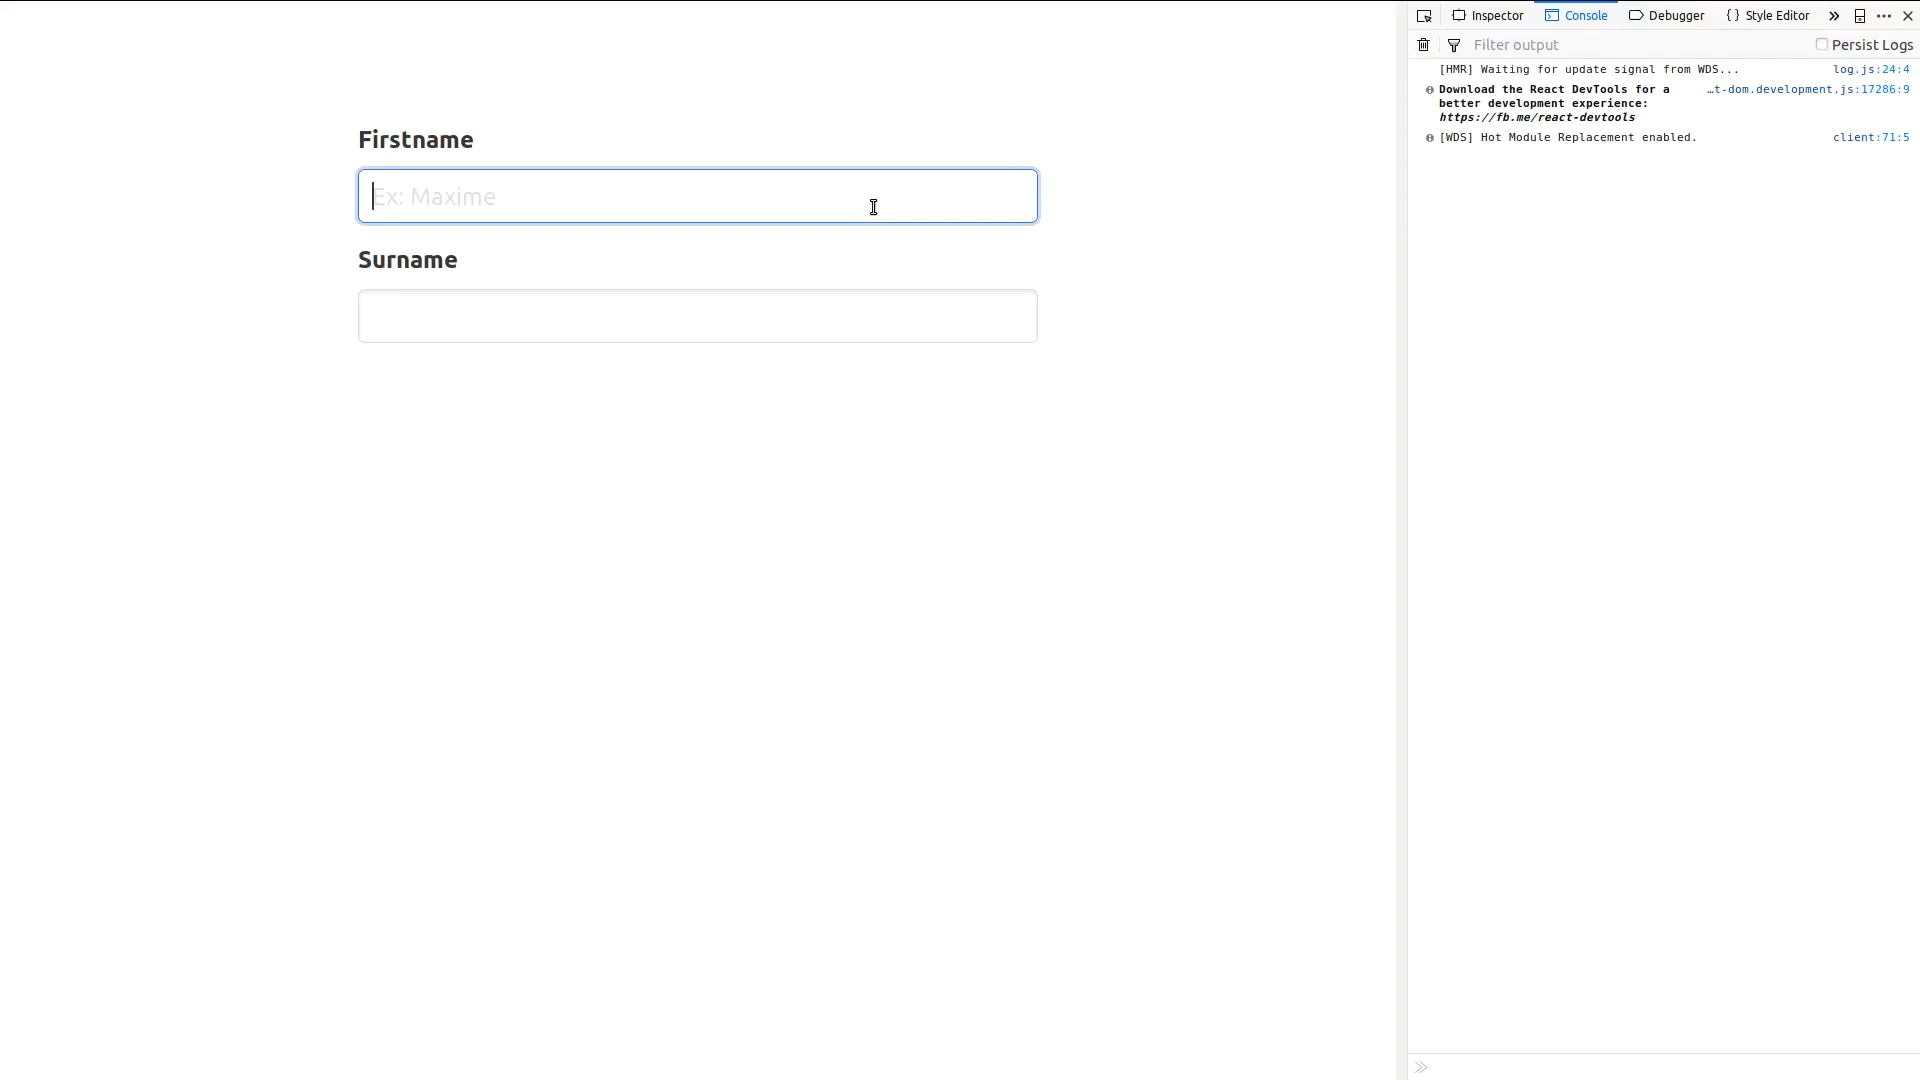 Inspector Console Debugger { } Style Editor
Filter output Persist Logs
[HMR] Waiting for update signal from WDS... log.js:24:4
Download the React DevTools for a …t-dom.development.js:17286:9
better development experience:
https://fb.me/react-devtools
[WDS] Hot Module Replacement enabled. client:71:5
Firstname
Ex: Maxime
Surname